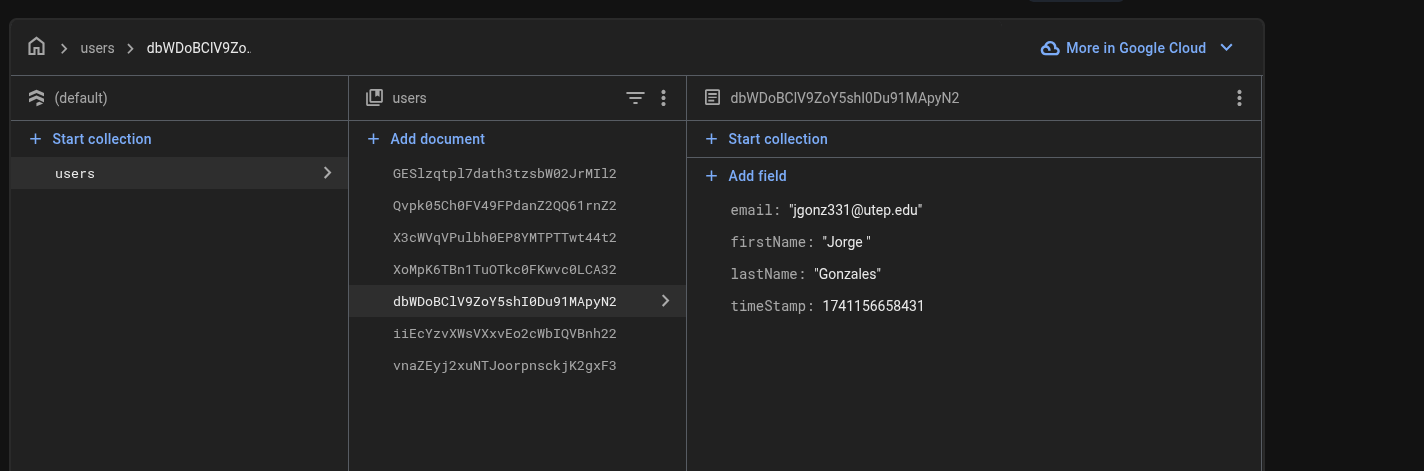 users
dbWDoBClV9Zo..
More in Google Cloud
(default)
users
dbWDoBClV9ZoY5shI0Du91MApyN2
+ Start collection
+ Add document
+ Start collection
users
GESlzqtpl7dath3tzsbW02JrMIl2
+ Add field
Qvpk05Ch0FV49FPdanZ2QQ61rnZ2
email: "jgonz331@utep.edu"
X3cWVqVPulbh0EP8YMTPTTwt44t2
firstName: "Jorge "
XoMpK6TBn1TuOTkc0FKwvc0LCA32
lastName: "Gonzales"
dbWDoBClV9ZoY5shI0Du91MApyN2
timeStamp: 1741156658431
iiEcYzvXWsVXxvEo2cWbIQVBnh22
vnaZEyj2xuNTJoorpnsckjK2gxF3